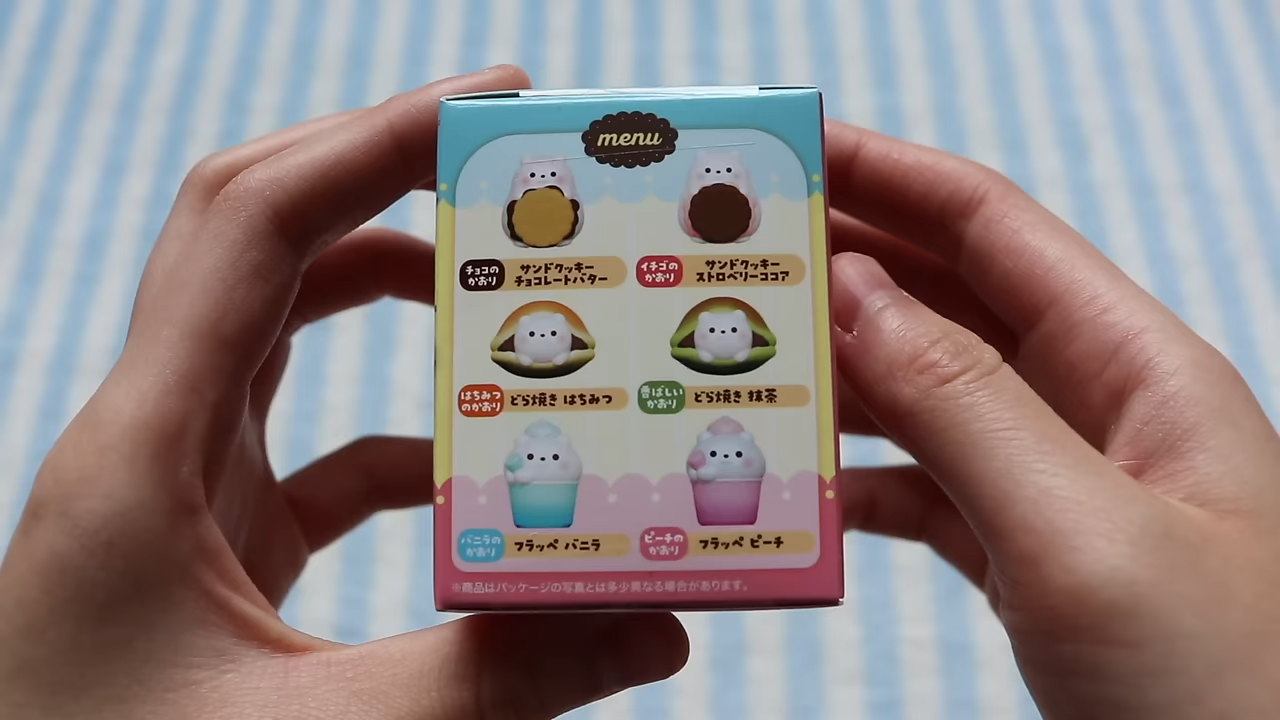 menu
チョコの
かおり
サンドクッキー
チョコレートバター
イチゴの
かおり
サンドクッキー
ストロベリーココア
はちみつ
のかおり
どら焼き はちみつ
香ばしい
かおり
どら焼き 抹茶
バニラの
かおり
フラッペ バニラ
ピーチの
かおり
フラッペ ピーチ
※商品はパッケージの写真とは多少異なる場合があります。